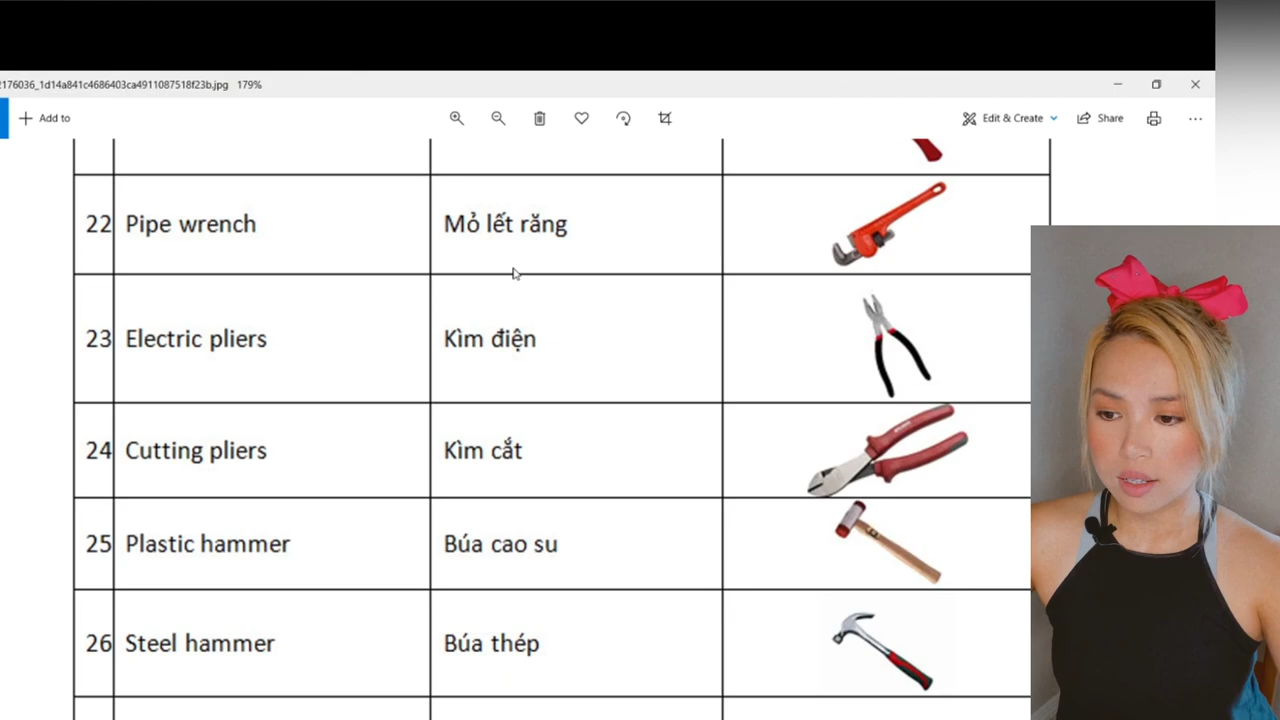 2176036_1d14a841c4686403ca4911087518f23b.jpg 179%
Add to
Edit & Create
Share
22 Pipe wrench Mỏ lết răng
23 Electric pliers Kìm điện
24 Cutting pliers Kìm cắt
25 Plastic hammer Búa cao su
26 Steel hammer Búa thép